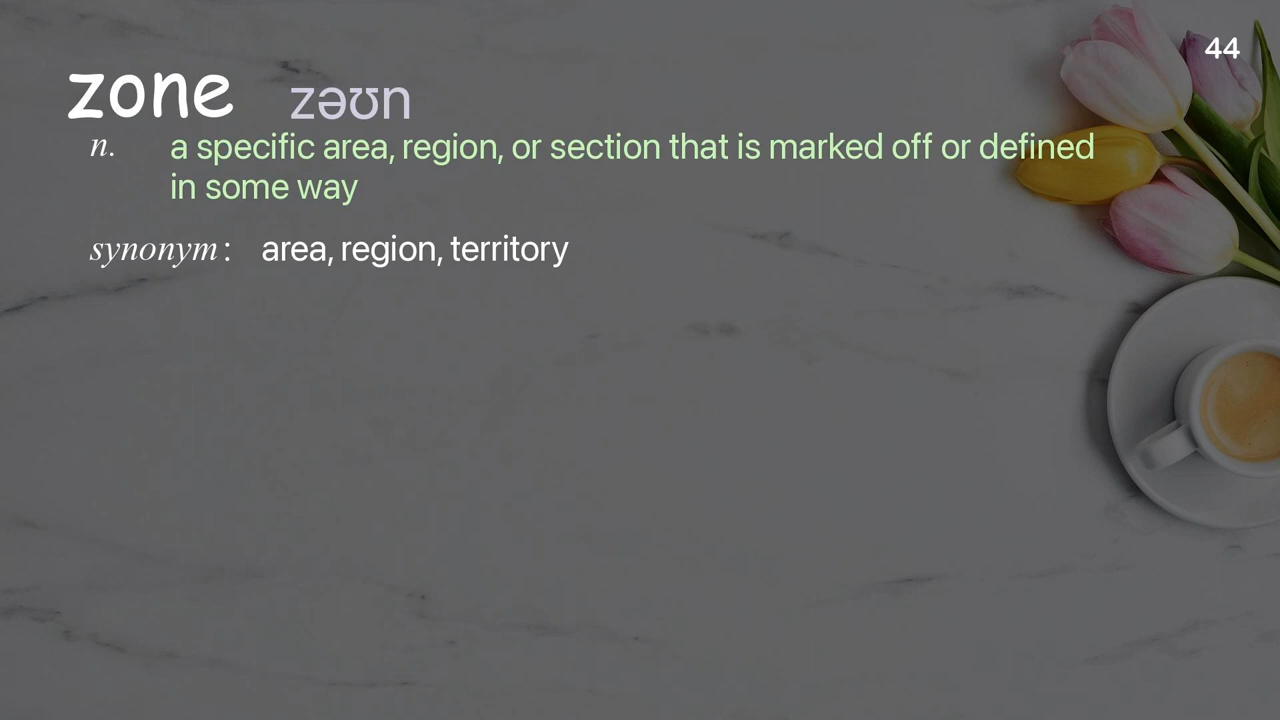 44
zone zəʊn
n. a specific area, region, or section that is marked off or defined
in some way
synonym : area, region, territory